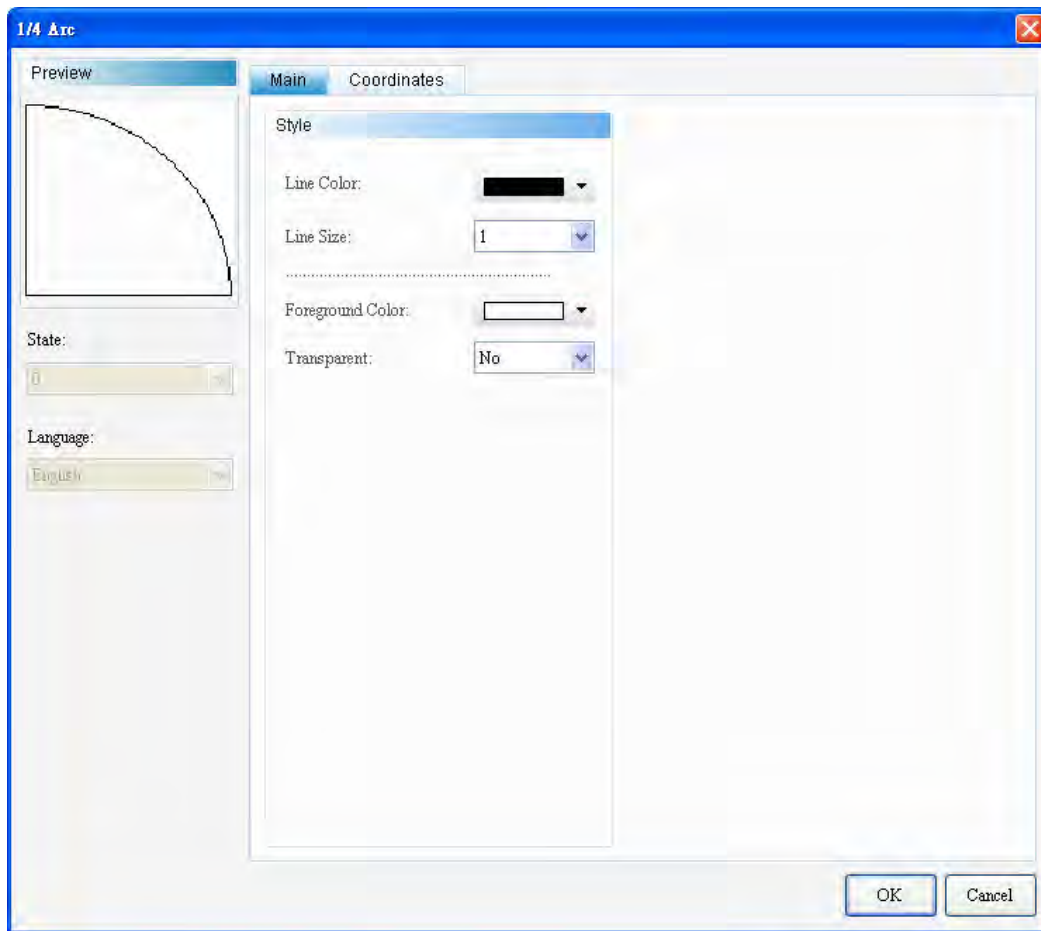 1/4 Arc
Preview
Main
Coordinates
Style
Line Color:
Line Size:
1
Foreground Color:
Transparent:
No
State:
0
Language:
English
OK
Cancel